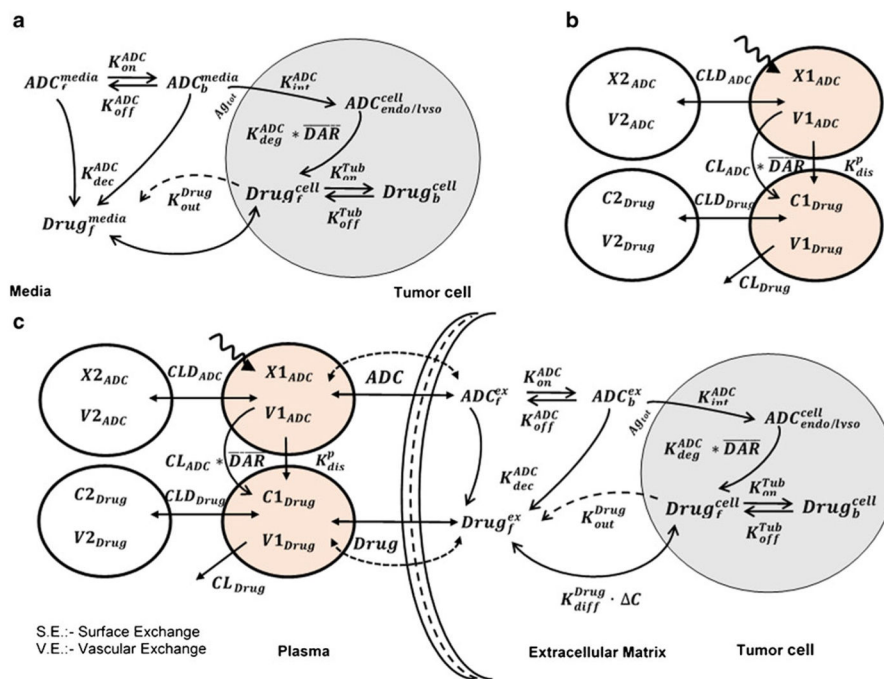 a
ADC_f^media K_on^ADC K_off^ADC ADC_b^media K_int^ADC
Ag_tot ADC_endo/lyso^cell
K_deg^ADC * DAR
K_dec^ADC
K_out^Drug Drug_f^cell K_on^Tub K_off^Tub Drug_b^cell
Drug_f^media
Media Tumor cell
b
X2_ADC CLD_ADC X1_ADC
V2_ADC V1_ADC
CL_ADC * DAR K_dis^p
C2_Drug CLD_Drug C1_Drug
V2_Drug V1_Drug
CL_Drug
c
X2_ADC CLD_ADC X1_ADC ADC
V2_ADC V1_ADC
CL_ADC * DAR K_dis^p
C2_Drug CLD_Drug C1_Drug
V2_Drug V1_Drug Drug
CL_Drug
ADC_f^ex K_on^ADC K_off^ADC ADC_b^ex K_int^ADC
Ag_tot ADC_endo/lyso^cell
K_deg^ADC * DAR
K_dec^ADC
Drug_f^ex K_out^Drug Drug_f^cell K_on^Tub K_off^Tub Drug_b^cell
K_diff^Drug · ΔC
S.E.:- Surface Exchange
V.E.:- Vascular Exchange
Plasma Extracellular Matrix Tumor cell